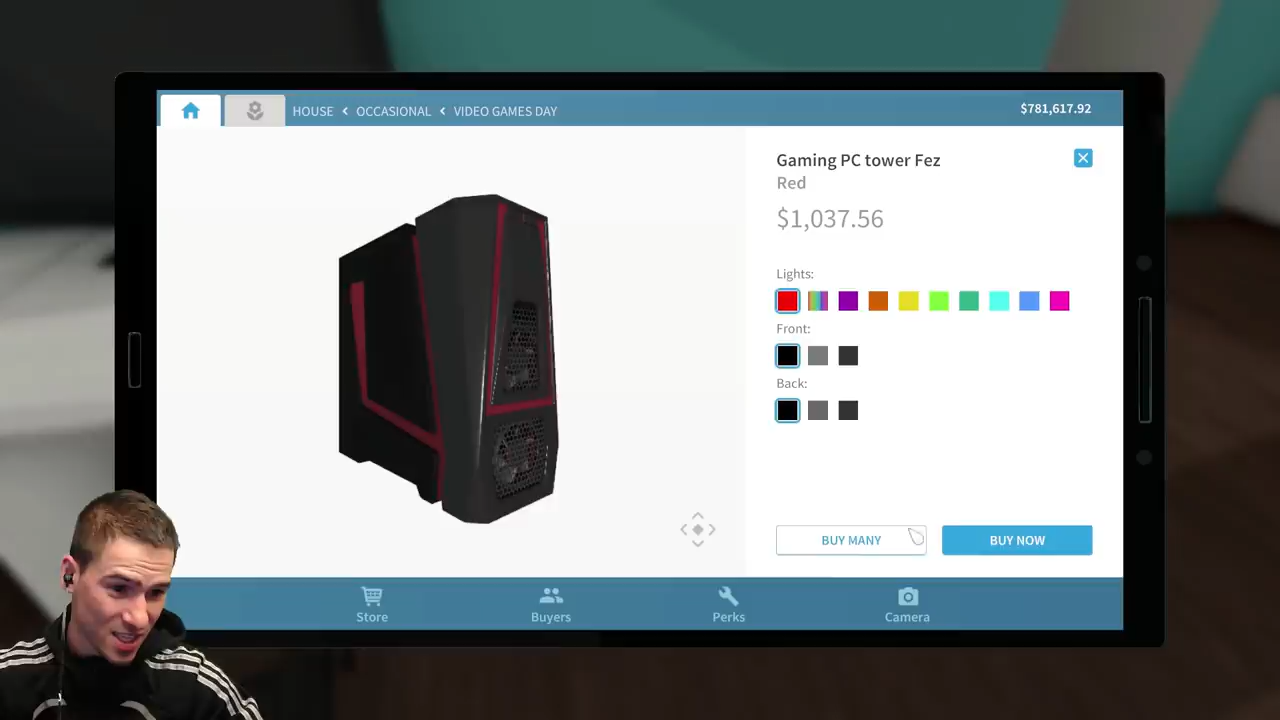 HOUSE < OCCASIONAL < VIDEO GAMES DAY
$781,617.92
Gaming PC tower Fez
Red
$1,037.56
Lights:
Front:
Back:
BUY MANY
BUY NOW
Store
Buyers
Perks
Camera